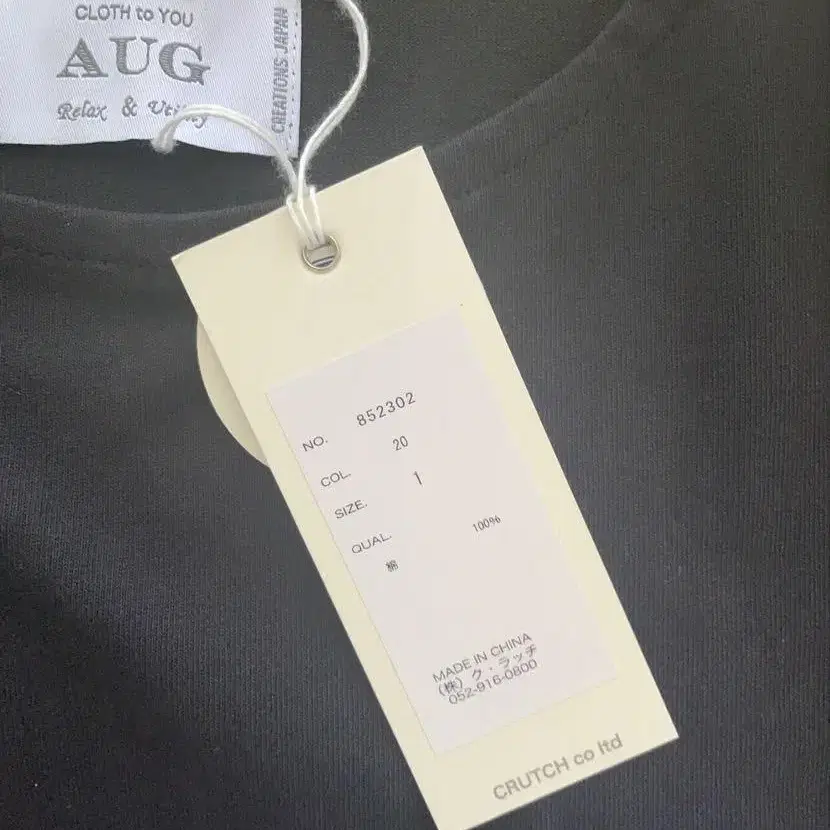 CLOTH to YOU
AUG
Relax & Utility
CREATIONS JAPAN
NO. 852302
COL. 20
SIZE. 1
QUAL.
綿 100%
MADE IN CHINA
(株)ク・ラッチ
052-916-0800
CRUTCH co ltd